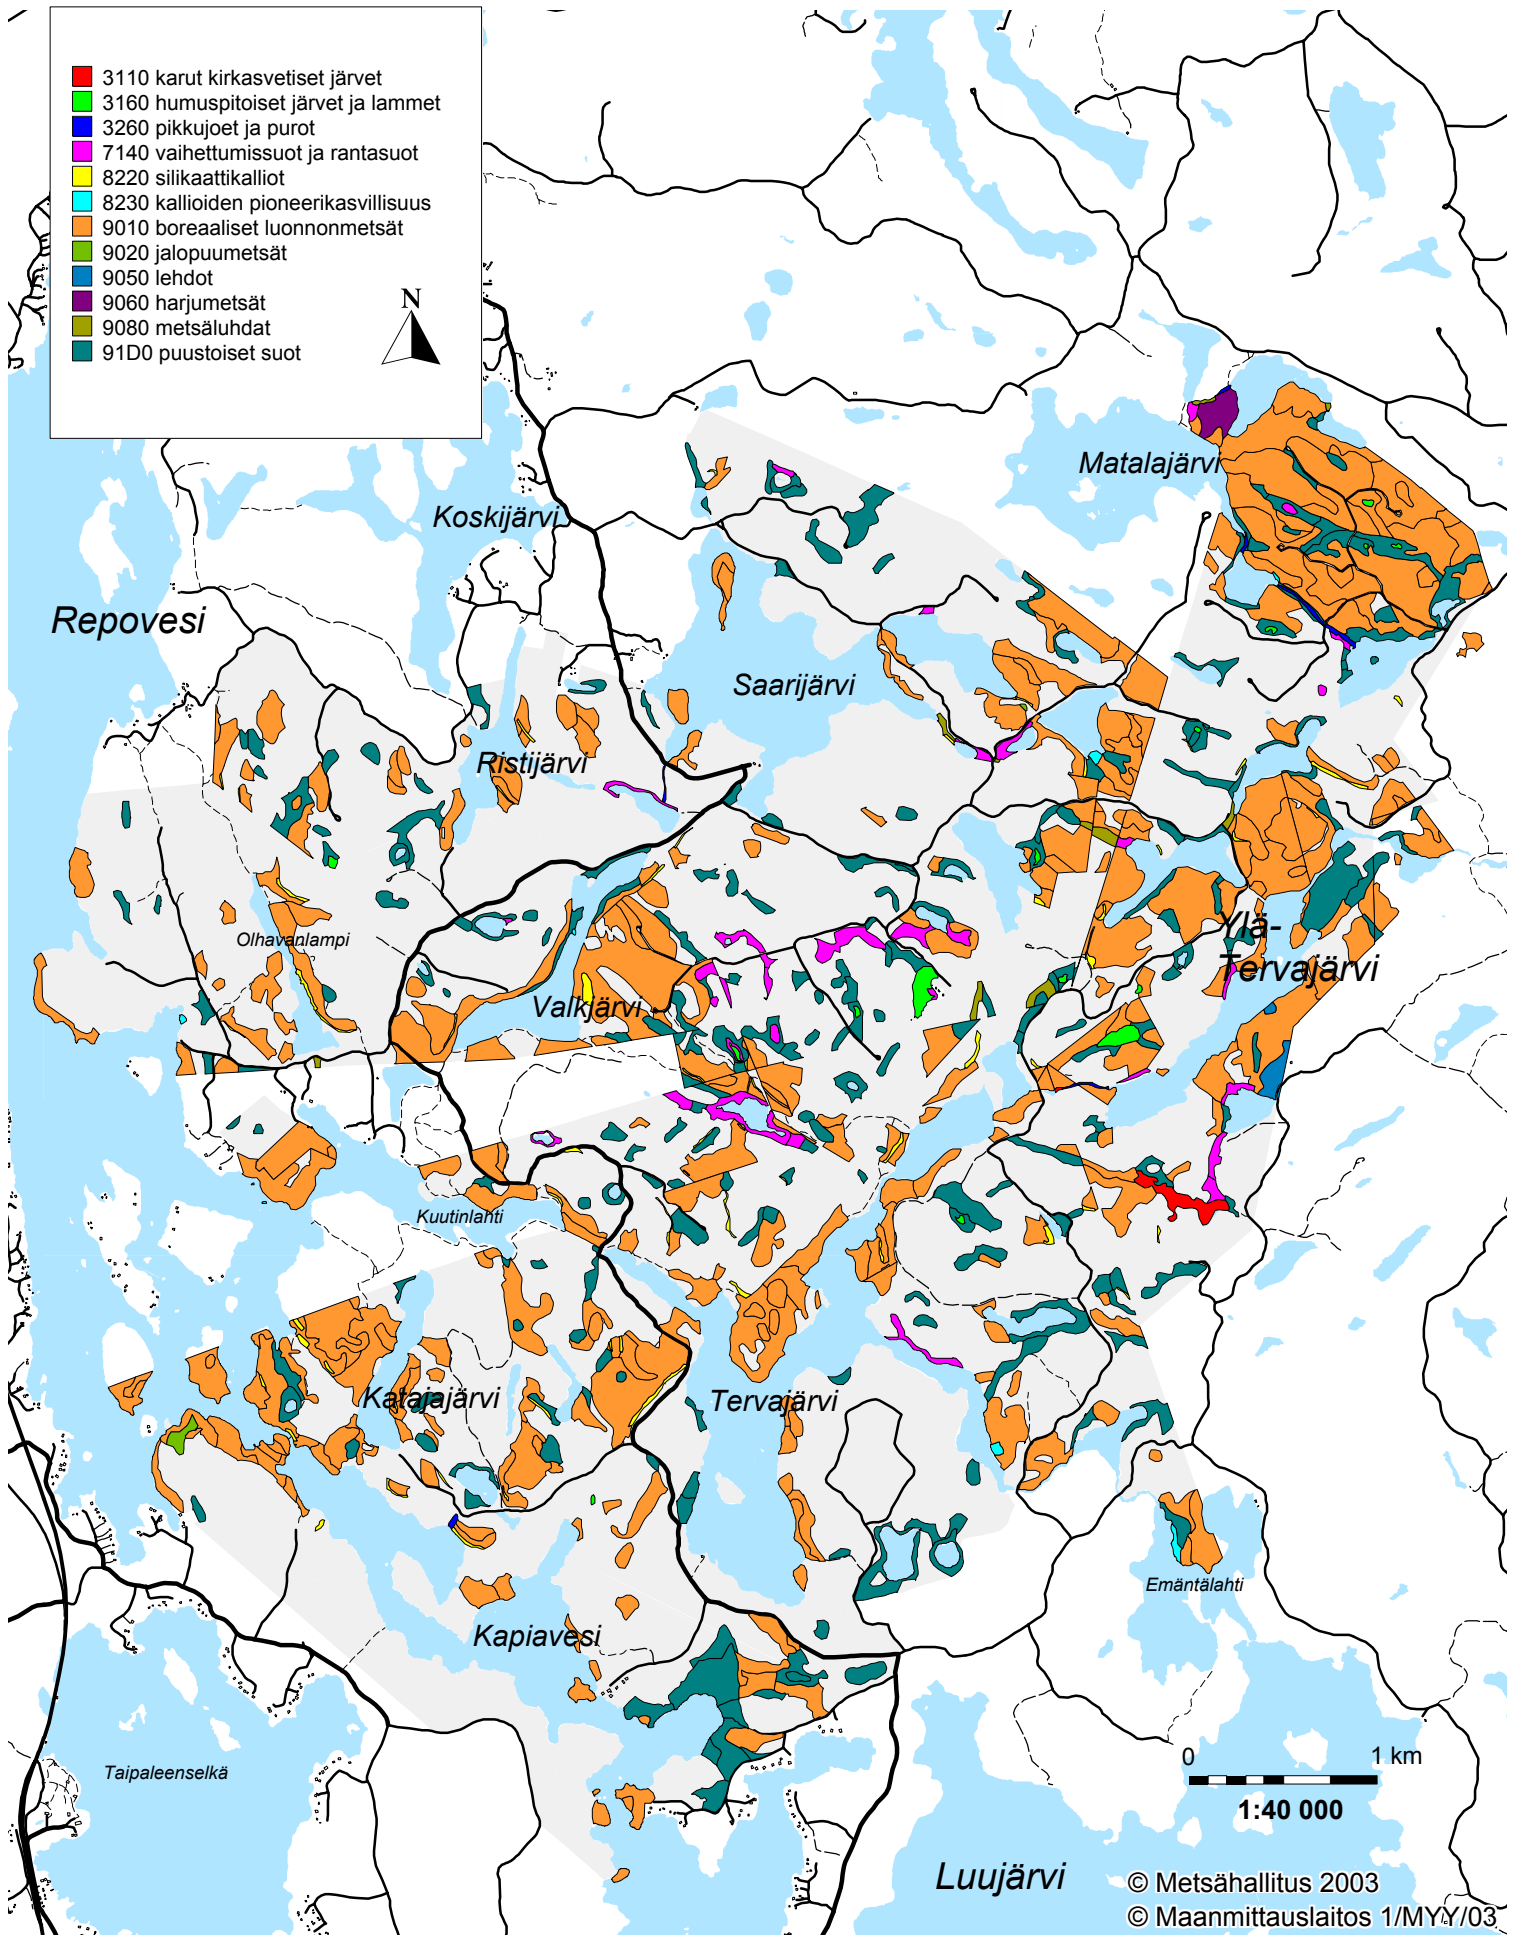 3110 karut kirkasvetiset järvet
3160 humuspitoiset järvet ja lammet
3260 pikkujoet ja purot
7140 vaihettumissuot ja rantasuot
8220 silikaattikalliot
8230 kallioiden pioneerikasvillisuus
9010 boreaaliset luonnonmetsät
9020 jalopuumetsät
9050 lehdot
9060 harjumetsät
9080 metsäluhdat
91D0 puustoiset suot
N
Matalajärvi
Koskijärvi
Repovesi
Saarijärvi
Ristijärvi
Olhavanlampi
Ylä-
Tervajärvi
Valkjärvi
Kuutinlahti
Katajajärvi
Tervajärvi
Emäntälahti
Kapiavesi
Taipaleenselkä
0 1 km
1:40 000
Luujärvi
© Metsähallitus 2003
© Maanmittauslaitos 1/MYY/03